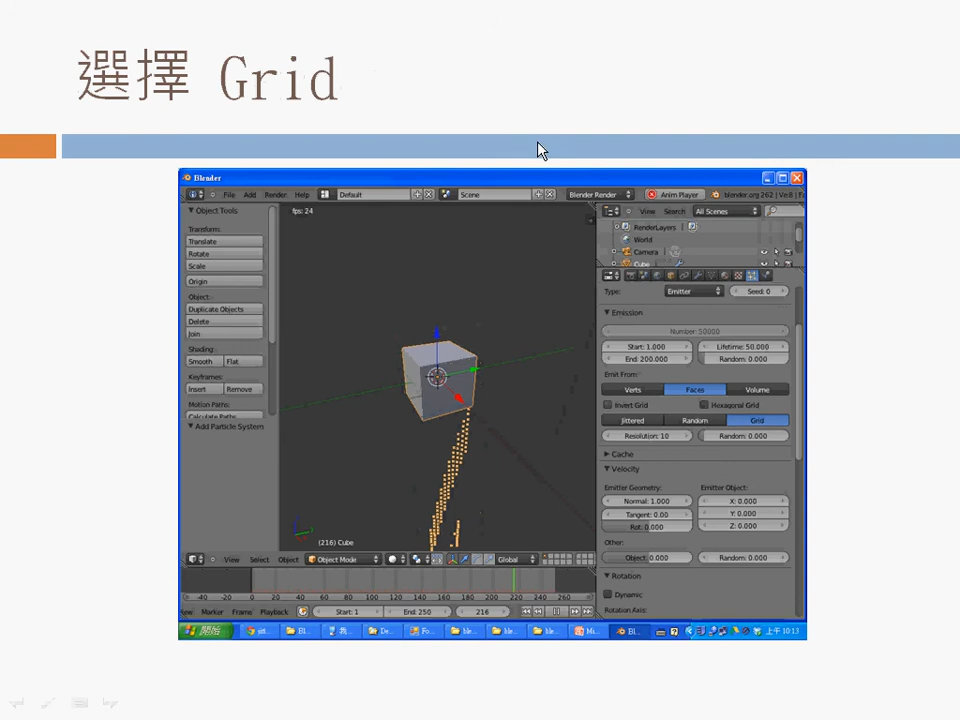 選擇 Grid
Blender
File Add Render Help Default Scene Blender Render Anim Player
Object Tools
fps: 24
View Search All Scenes
Transform:
RenderLayers
Translate
World
Rotate
Camera
Scale
Cube
Origin
Type: Emitter Seed: 0
Object:
Duplicate Objects
Emission
Delete
Number: 50000
Join
Start: 1.000 Lifetime: 50.000
Shading:
End: 200.000 Random: 0.000
Smooth Flat
Emit From:
Keyframes:
Verts Faces Volume
Insert Remove
Invert Grid Hexagonal Grid
Motion Paths:
Jittered Random Grid
Calculate Paths
Resolution: 10 Random: 0.000
Add Particle System
Cache
Velocity
Emitter Geometry: Emitter Object:
Normal: 1.000 X: 0.000
Tangent: 0.00 Y: 0.000
Rot: 0.000 Z: 0.000
(216) Cube
Other:
View Select Object Object Mode Global
Object: 0.000 Random: 0.000
Rotation
Dynamic
-40 -20 0 20 40 60 80 100 120 140 160 180 200 220 240 260
Rotation Axis:
Marker Frame Playback Start: 1 End: 250 216
開始 上午 10:13